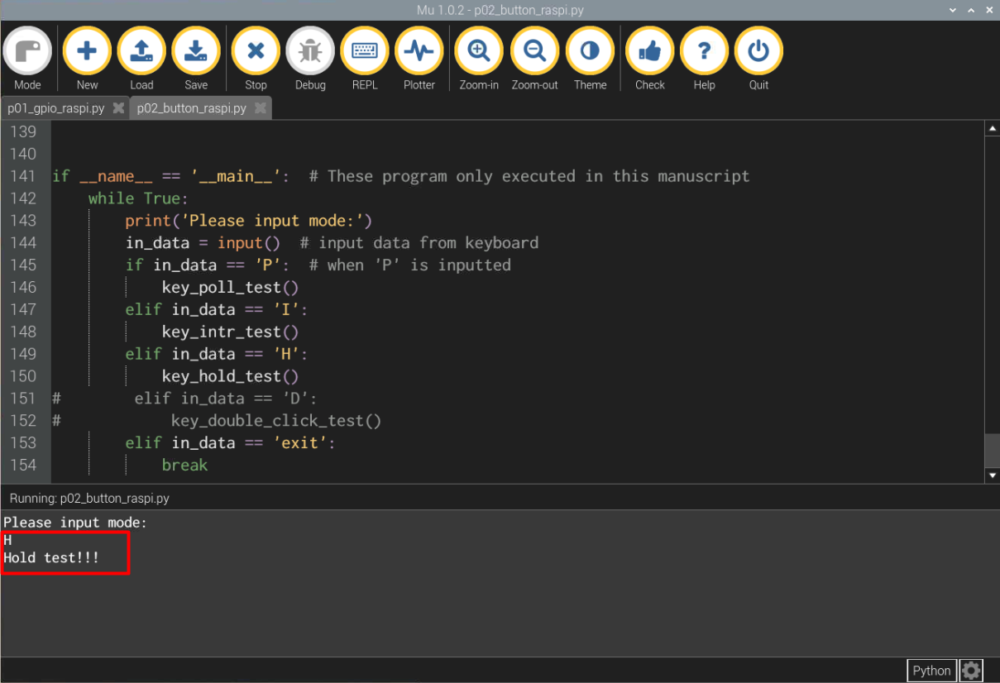 Mu 1.0.2 - p02_button_raspi.py
Mode New Load Save Stop Debug REPL Plotter Zoom-in Zoom-out Theme Check Help Quit
p01_gpio_raspi.py p02_button_raspi.py
139
140
141 if __name__ == '__main__':  # These program only executed in this manuscript
142     while True:
143         print('Please input mode:')
144         in_data = input()  # input data from keyboard
145         if in_data == 'P':  # when 'P' is inputted
146             key_poll_test()
147         elif in_data == 'I':
148             key_intr_test()
149         elif in_data == 'H':
150             key_hold_test()
151 #        elif in_data == 'D':
152 #            key_double_click_test()
153         elif in_data == 'exit':
154             break
Running: p02_button_raspi.py
Please input mode:
H
Hold test!!!
Python